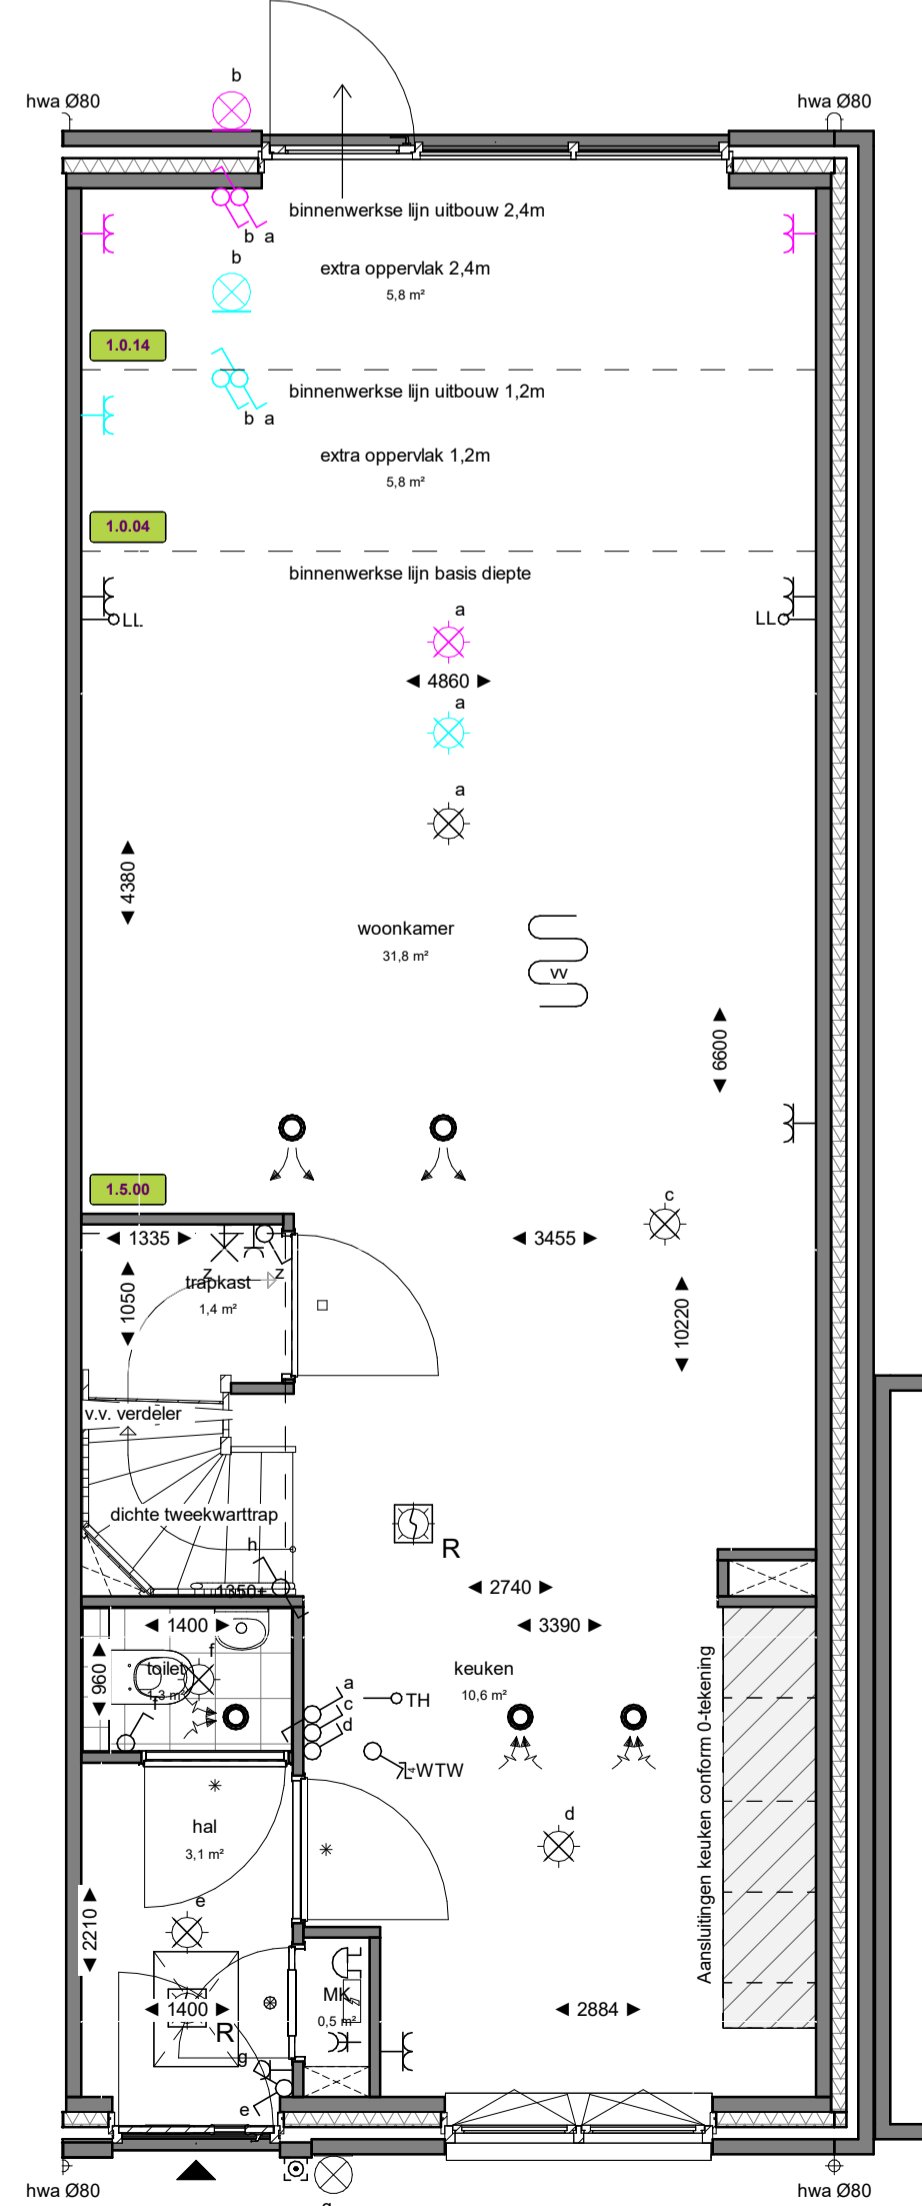 b
hwa Ø80
hwa Ø80
binnenwerkse lijn uitbouw 2,4m
b a
b
extra oppervlak 2,4m
5,8 m²
1.0.14
binnenwerkse lijn uitbouw 1,2m
b a
extra oppervlak 1,2m
5,8 m²
1.0.04
binnenwerkse lijn basis diepte
a
LL
LL
4860
a
a
4380
woonkamer
31,8 m²
vv
6600
1.5.00
c
1335
3455
z
z
trapkast
1,4 m²
1050
10220
v.v. verdeler
dichte tweekwarttrap
h
R
1350+
2740
1400
3390
f
960
toilet
1,3 m²
f
keuken
10,6 m²
a
c
d
TH
WTW
Aansluitingen keuken conform 0-tekening
d
hal
3,1 m²
e
2210
MK
0,5 m²
1400
2884
R
g
e
hwa Ø80
hwa Ø80
g